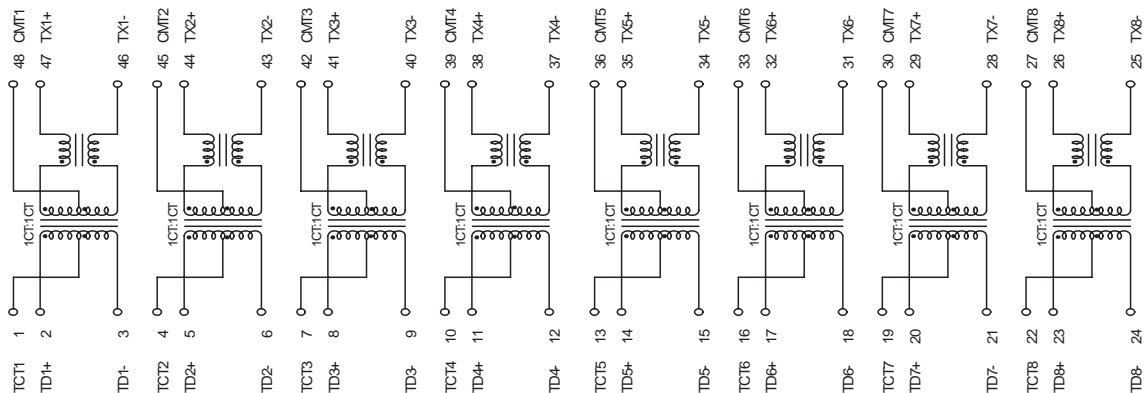 TCT1 1 48 CMT1
1CT:1CT
TD1+ 2 47 TX1+
TD1- 3 46 TX1-
TCT2 4 45 CMT2
1CT:1CT
TD2+ 5 44 TX2+
TD2- 6 43 TX2-
TCT3 7 42 CMT3
1CT:1CT
TD3+ 8 41 TX3+
TD3- 9 40 TX3-
TCT4 10 39 CMT4
1CT:1CT
TD4+ 11 38 TX4+
TD4- 12 37 TX4-
TCT5 13 36 CMT5
1CT:1CT
TD5+ 14 35 TX5+
TD5- 15 34 TX5-
TCT6 16 33 CMT6
1CT:1CT
TD6+ 17 32 TX6+
TD6- 18 31 TX6-
TCT7 19 30 CMT7
1CT:1CT
TD7+ 20 29 TX7+
TD7- 21 28 TX7-
TCT8 22 27 CMT8
1CT:1CT
TD8+ 23 26 TX8+
TD8- 24 25 TX8-